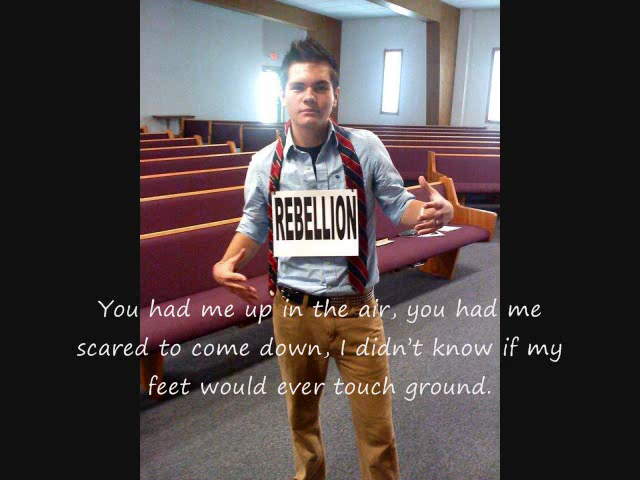 REBELLION
You had me up in the air, you had me
scared to come down, I didn't know if my
feet would ever touch ground.